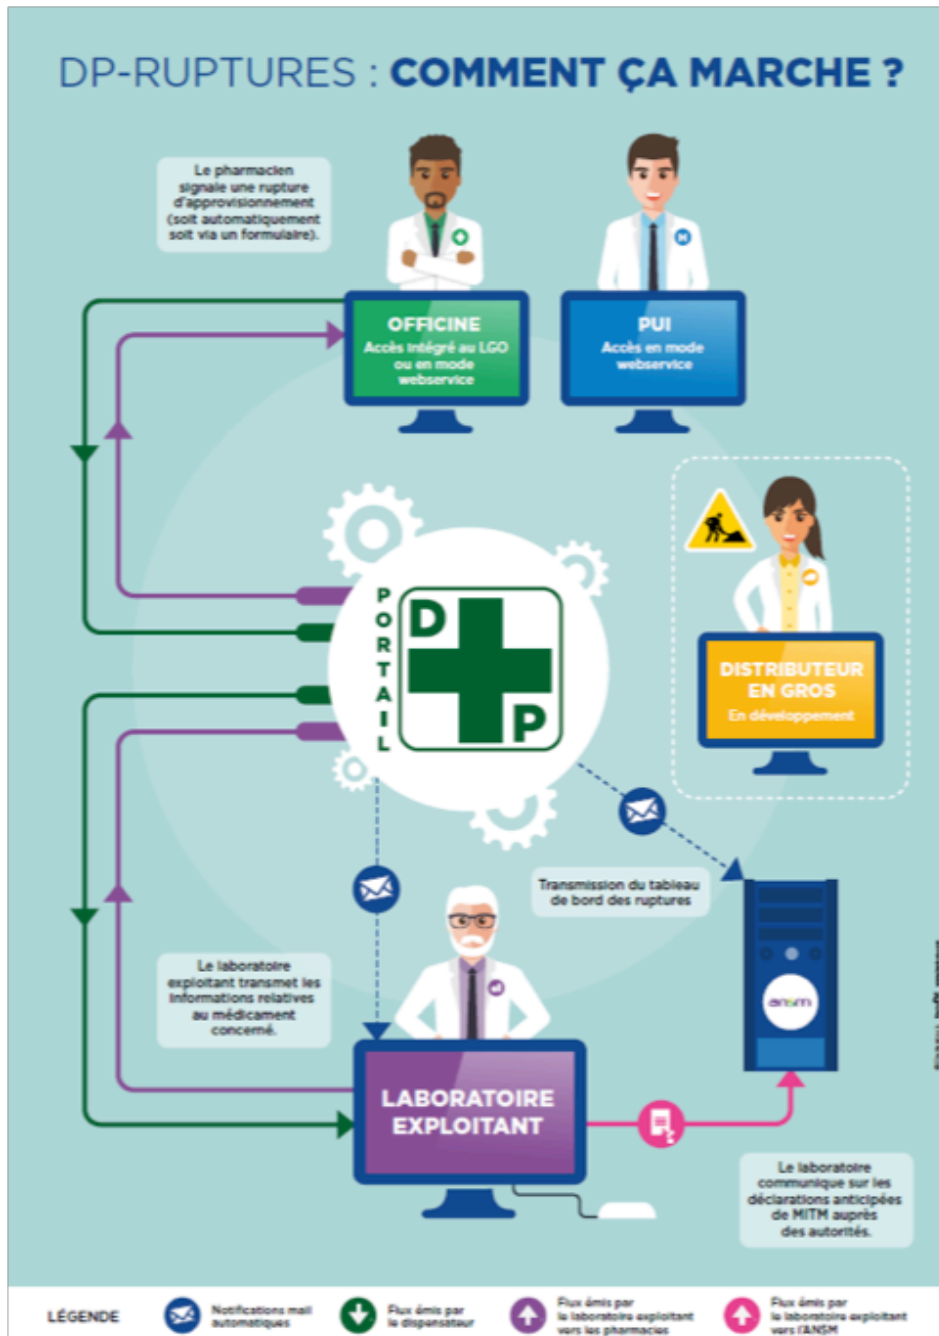 DP-RUPTURES : COMMENT ÇA MARCHE ?
Le pharmacien
signale une rupture
d'approvisionnement
(soit automatiquement
soit via un formulaire).
OFFICINE
Accès intégré au LGO
ou en mode
webservice
H
PUI
Accès en mode
webservice
PORTAIL
D
P
DISTRIBUTEUR
EN GROS
En développement
Transmission du tableau
de bord des ruptures
Le laboratoire
exploitant transmet les
informations relatives
au médicament
concerné.
ansm
LABORATOIRE
EXPLOITANT
Le laboratoire
communique sur les
déclarations anticipées
de MITM auprès
des autorités.
LÉGENDE
Notifications mail
automatiques
Flux émis par
le dispensateur
Flux émis par
le laboratoire exploitant
vers les pharmacies
Flux émis par
le laboratoire exploitant
vers l'ANSM